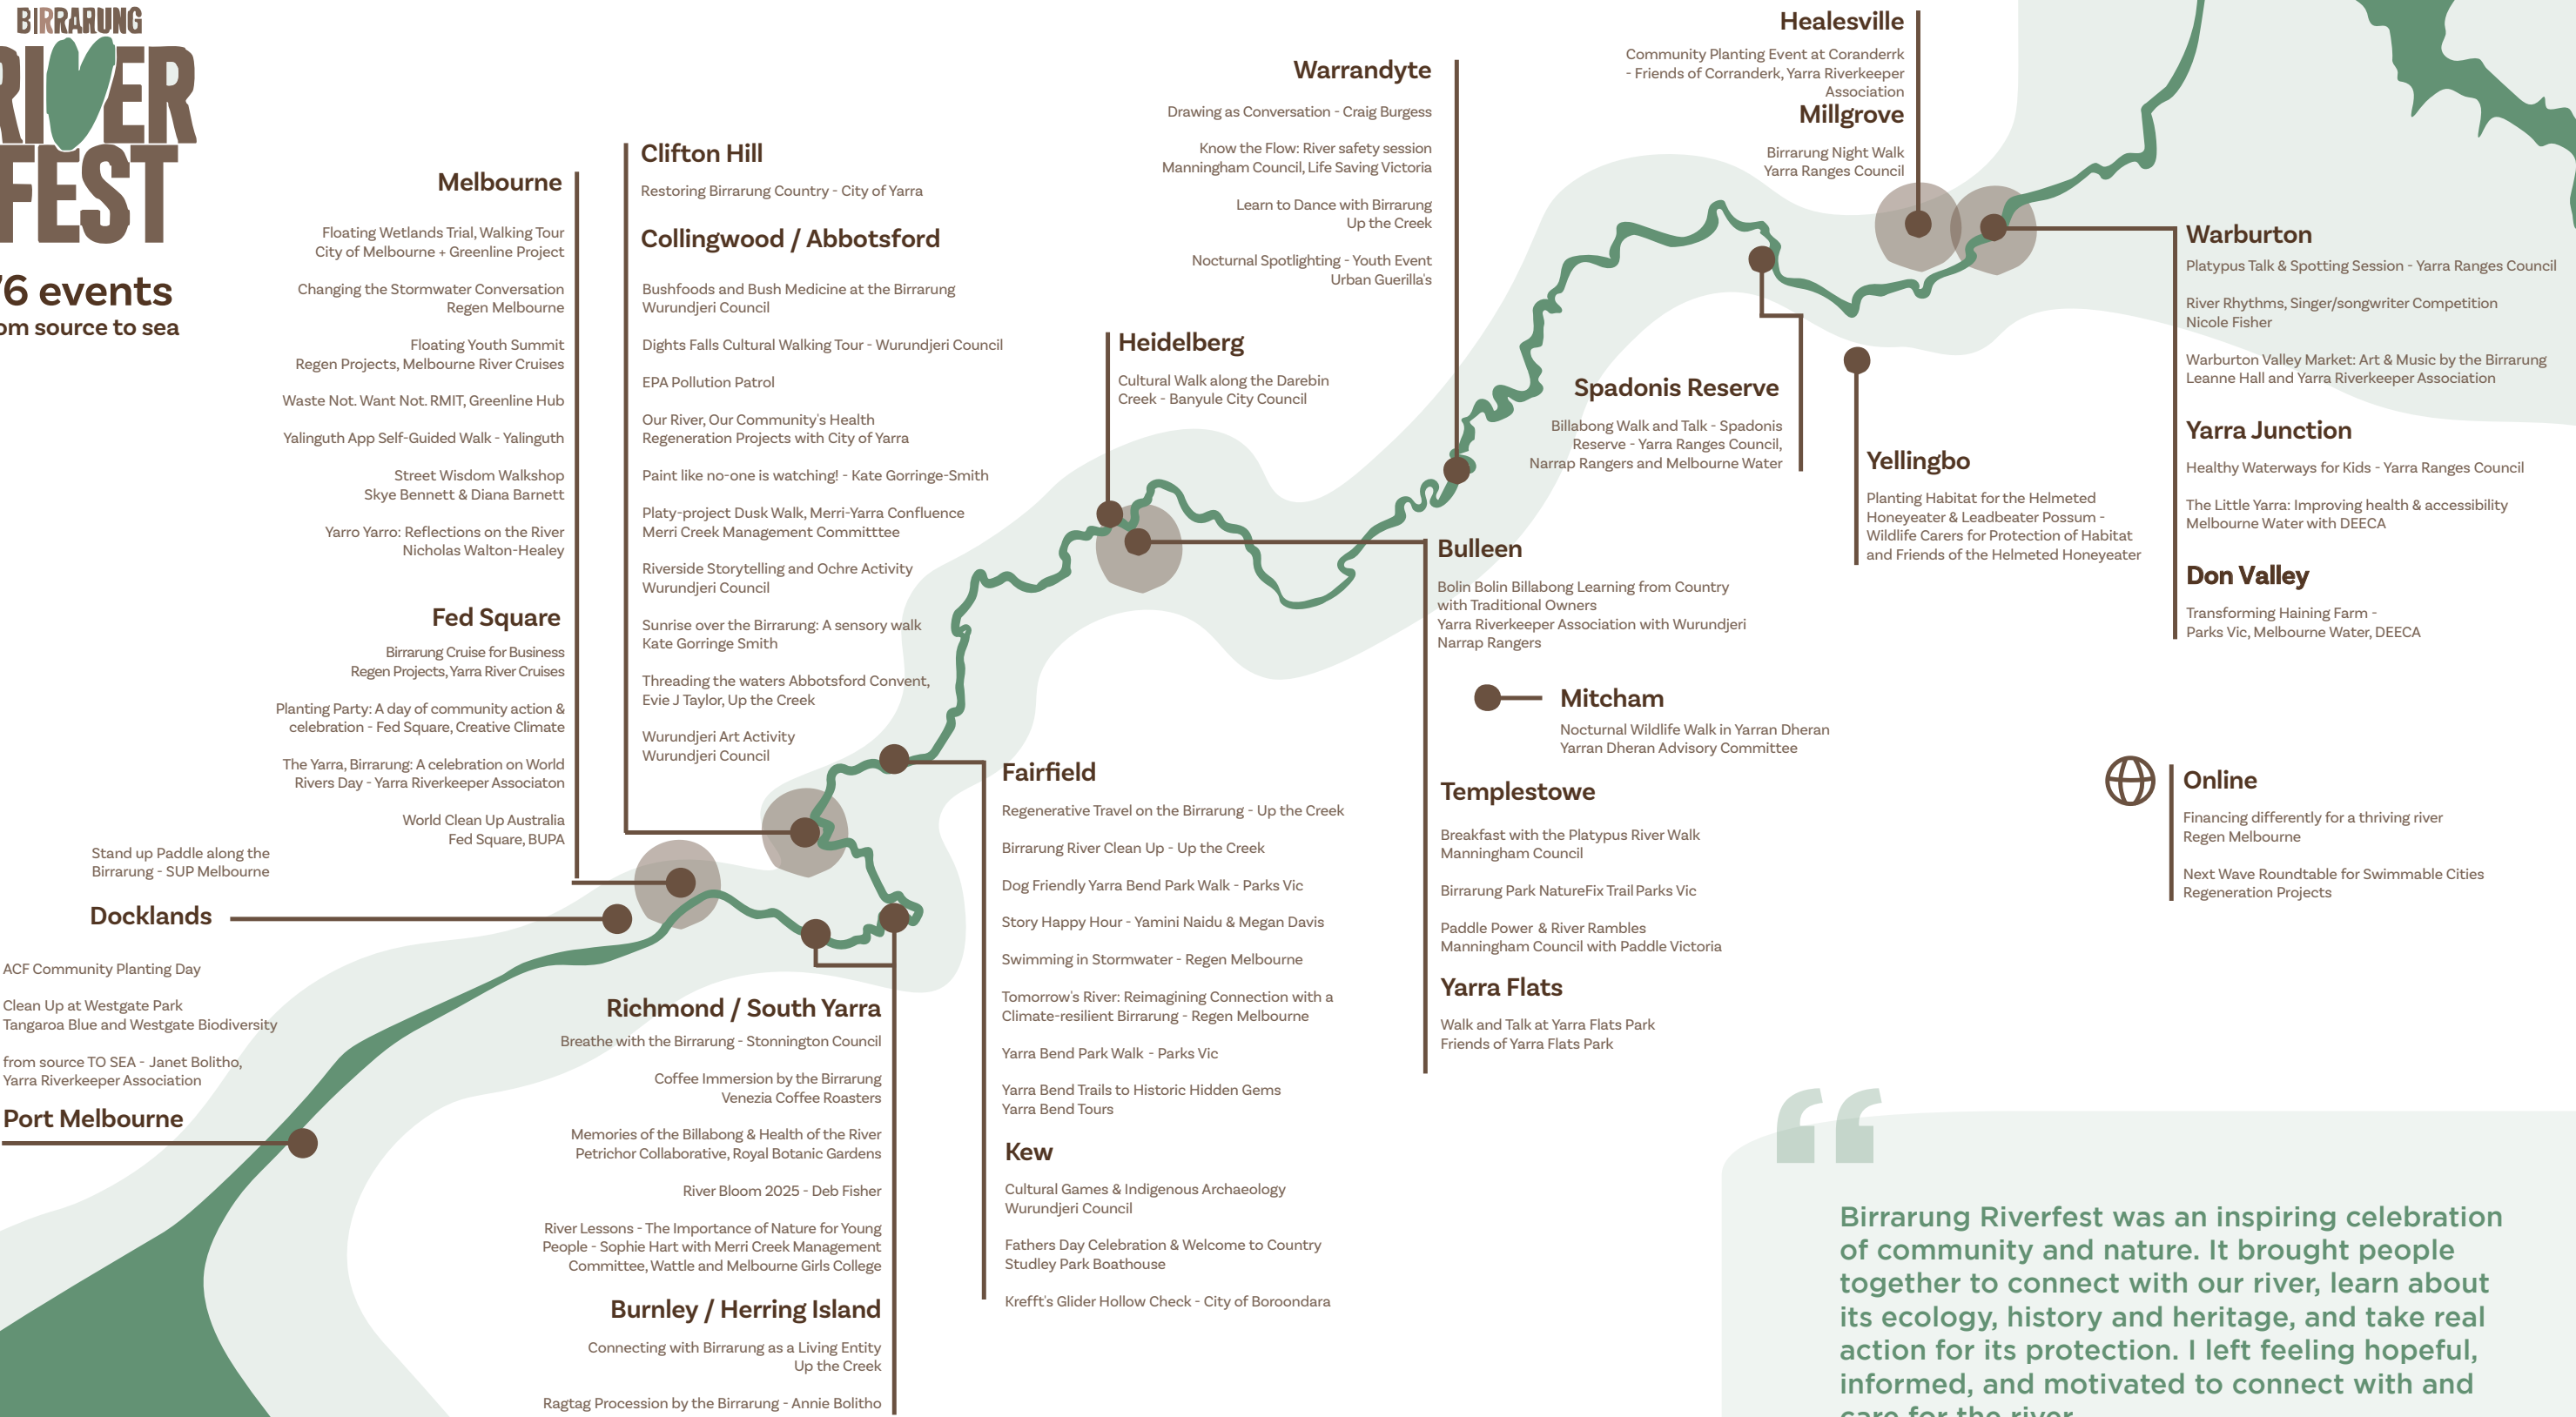 BIRRARUNG
RIVER
FEST
76 events
om source to sea
Melbourne
Floating Wetlands Trial, Walking Tour
City of Melbourne + Greenline Project
Changing the Stormwater Conversation
Regen Melbourne
Floating Youth Summit
Regen Projects, Melbourne River Cruises
Waste Not. Want Not. RMIT, Greenline Hub
Yalinguth App Self-Guided Walk - Yalinguth
Street Wisdom Walkshop
Skye Bennett & Diana Barnett
Yarro Yarro: Reflections on the River
Nicholas Walton-Healey
Fed Square
Birrarung Cruise for Business
Regen Projects, Yarra River Cruises
Planting Party: A day of community action &
celebration - Fed Square, Creative Climate
The Yarra, Birrarung: A celebration on World
Rivers Day - Yarra Riverkeeper Associaton
World Clean Up Australia
Fed Square, BUPA
Stand up Paddle along the
Birrarung - SUP Melbourne
Docklands
ACF Community Planting Day
Clean Up at Westgate Park
Tangaroa Blue and Westgate Biodiversity
from source TO SEA - Janet Bolitho,
Yarra Riverkeeper Association
Port Melbourne
Clifton Hill
Restoring Birrarung Country - City of Yarra
Collingwood / Abbotsford
Bushfoods and Bush Medicine at the Birrarung
Wurundjeri Council
Dights Falls Cultural Walking Tour - Wurundjeri Council
EPA Pollution Patrol
Our River, Our Community's Health
Regeneration Projects with City of Yarra
Paint like no-one is watching! - Kate Gorringe-Smith
Platy-project Dusk Walk, Merri-Yarra Confluence
Merri Creek Management Committtee
Riverside Storytelling and Ochre Activity
Wurundjeri Council
Sunrise over the Birrarung: A sensory walk
Kate Gorringe Smith
Threading the waters Abbotsford Convent,
Evie J Taylor, Up the Creek
Wurundjeri Art Activity
Wurundjeri Council
Richmond / South Yarra
Breathe with the Birrarung - Stonnington Council
Coffee Immersion by the Birrarung
Venezia Coffee Roasters
Memories of the Billabong & Health of the River
Petrichor Collaborative, Royal Botanic Gardens
River Bloom 2025 - Deb Fisher
River Lessons - The Importance of Nature for Young
People - Sophie Hart with Merri Creek Management
Committee, Wattle and Melbourne Girls College
Burnley / Herring Island
Connecting with Birrarung as a Living Entity
Up the Creek
Ragtag Procession by the Birrarung - Annie Bolitho
Fairfield
Regenerative Travel on the Birrarung - Up the Creek
Birrarung River Clean Up - Up the Creek
Dog Friendly Yarra Bend Park Walk - Parks Vic
Story Happy Hour - Yamini Naidu & Megan Davis
Swimming in Stormwater - Regen Melbourne
Tomorrow's River: Reimagining Connection with a
Climate-resilient Birrarung - Regen Melbourne
Yarra Bend Park Walk - Parks Vic
Yarra Bend Trails to Historic Hidden Gems
Yarra Bend Tours
Kew
Cultural Games & Indigenous Archaeology
Wurundjeri Council
Fathers Day Celebration & Welcome to Country
Studley Park Boathouse
Krefft's Glider Hollow Check - City of Boroondara
Heidelberg
Cultural Walk along the Darebin
Creek - Banyule City Council
Warrandyte
Drawing as Conversation - Craig Burgess
Know the Flow: River safety session
Manningham Council, Life Saving Victoria
Learn to Dance with Birrarung
Up the Creek
Nocturnal Spotlighting - Youth Event
Urban Guerilla's
Bulleen
Bolin Bolin Billabong Learning from Country
with Traditional Owners
Yarra Riverkeeper Association with Wurundjeri
Narrap Rangers
Mitcham
Nocturnal Wildlife Walk in Yarran Dheran
Yarran Dheran Advisory Committee
Templestowe
Breakfast with the Platypus River Walk
Manningham Council
Birrarung Park NatureFix Trail Parks Vic
Paddle Power & River Rambles
Manningham Council with Paddle Victoria
Yarra Flats
Walk and Talk at Yarra Flats Park
Friends of Yarra Flats Park
Healesville
Community Planting Event at Coranderrk
- Friends of Corranderk, Yarra Riverkeeper
Association
Millgrove
Birrarung Night Walk
Yarra Ranges Council
Spadonis Reserve
Billabong Walk and Talk - Spadonis
Reserve - Yarra Ranges Council,
Narrap Rangers and Melbourne Water
Yellingbo
Planting Habitat for the Helmeted
Honeyeater & Leadbeater Possum -
Wildlife Carers for Protection of Habitat
and Friends of the Helmeted Honeyeater
Warburton
Platypus Talk & Spotting Session - Yarra Ranges Council
River Rhythms, Singer/songwriter Competition
Nicole Fisher
Warburton Valley Market: Art & Music by the Birrarung
Leanne Hall and Yarra Riverkeeper Association
Yarra Junction
Healthy Waterways for Kids - Yarra Ranges Council
The Little Yarra: Improving health & accessibility
Melbourne Water with DEECA
Don Valley
Transforming Haining Farm -
Parks Vic, Melbourne Water, DEECA
Online
Financing differently for a thriving river
Regen Melbourne
Next Wave Roundtable for Swimmable Cities
Regeneration Projects
“
Birrarung Riverfest was an inspiring celebration
of community and nature. It brought people
together to connect with our river, learn about
its ecology, history and heritage, and take real
action for its protection. I left feeling hopeful,
informed, and motivated to connect with and
care for the river